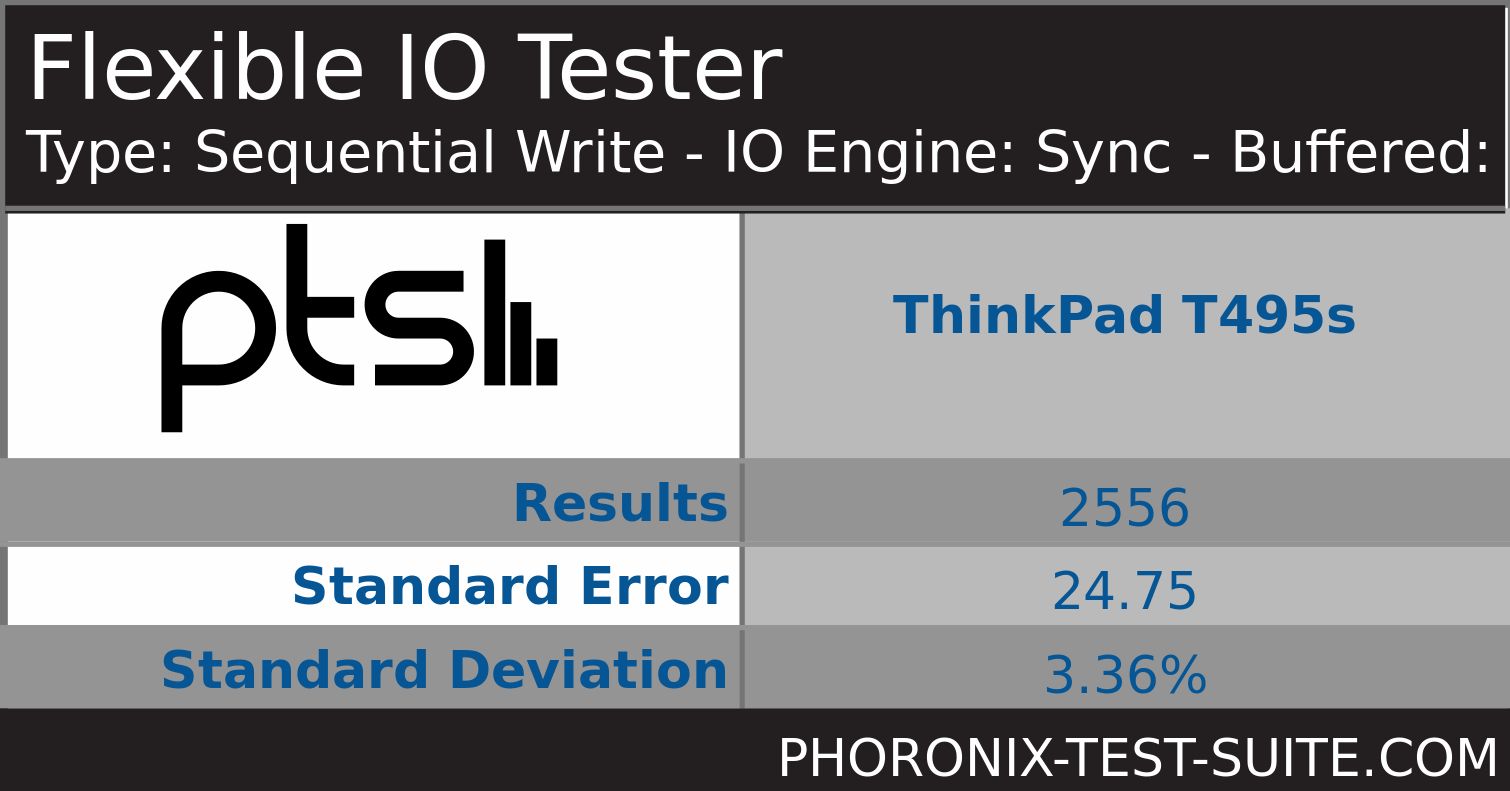 Flexible IO Tester
Type: Sequential Write - IO Engine: Sync - Buffered:
pts
ThinkPad T495s
Results 2556
Standard Error 24.75
Standard Deviation 3.36%
PHORONIX-TEST-SUITE.COM